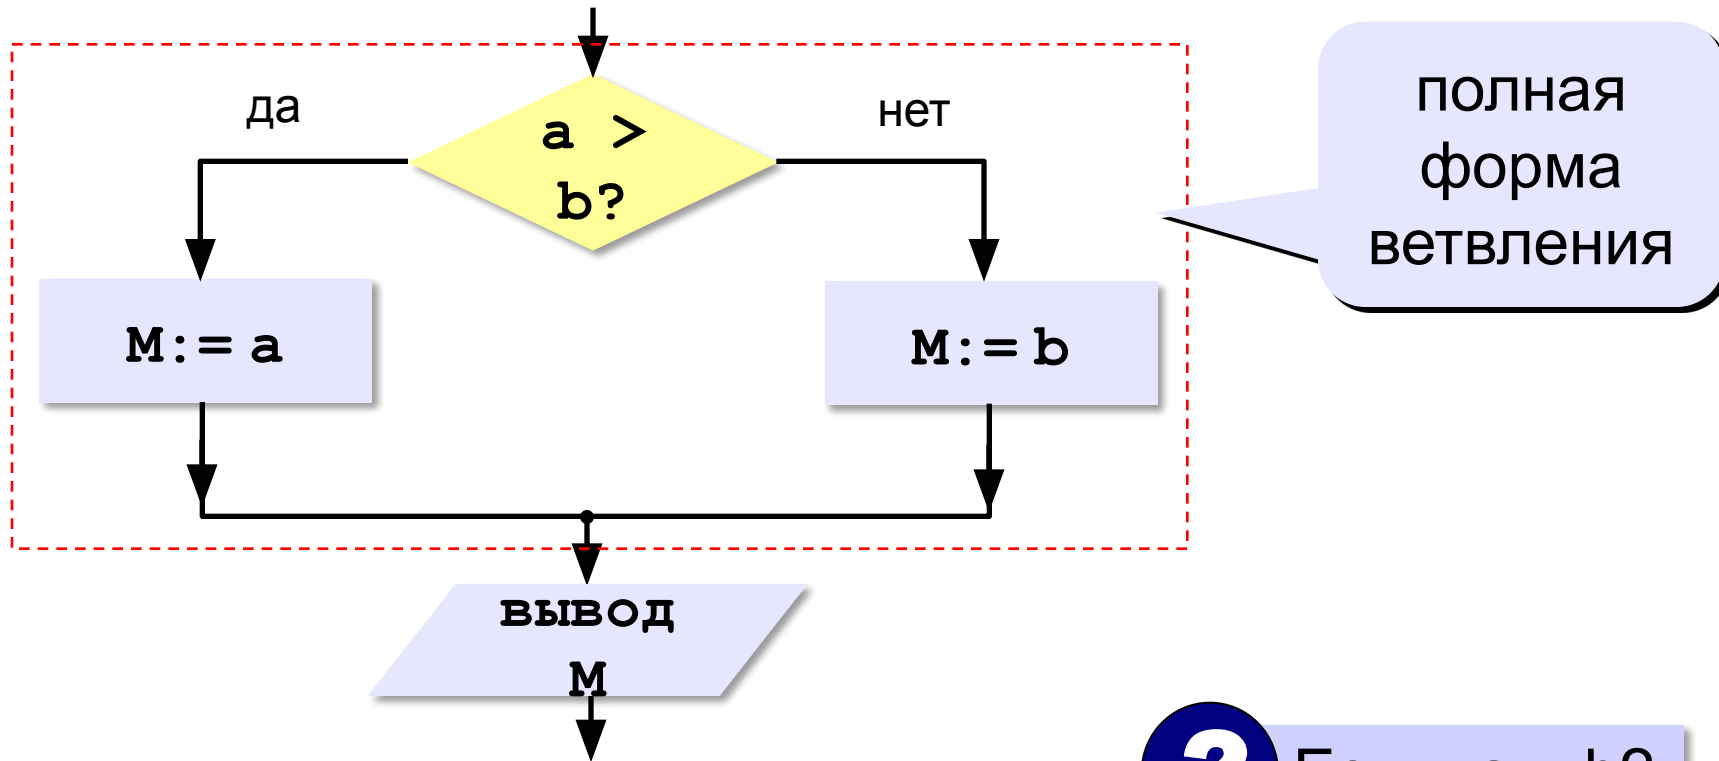 да
a >
b?
нет
M:= a
M:= b
вывод
M
полная
форма
ветвления
?